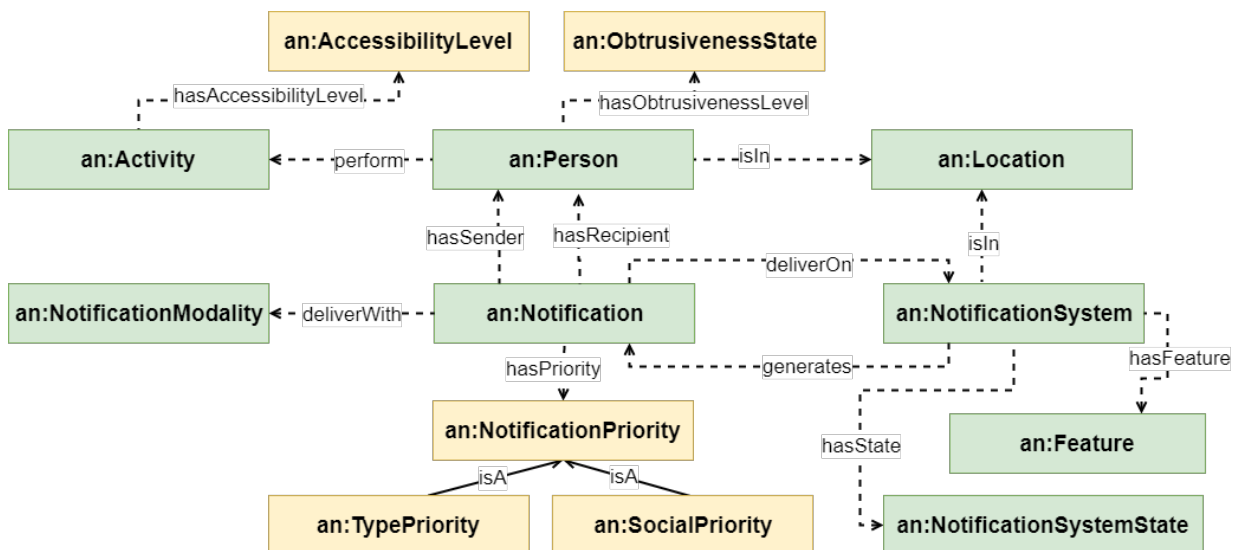 an:AccessibilityLevel
an:ObtrusivenessState
hasAccessibilityLevel
hasObtrusivenessLevel
an:Activity
perform
an:Person
isIn
an:Location
hasSender
hasRecipient
deliverOn
isIn
an:NotificationModality
deliverWith
an:Notification
an:NotificationSystem
hasPriority
generates
hasFeature
an:NotificationPriority
hasState
an:Feature
isA
isA
an:TypePriority
an:SocialPriority
an:NotificationSystemState